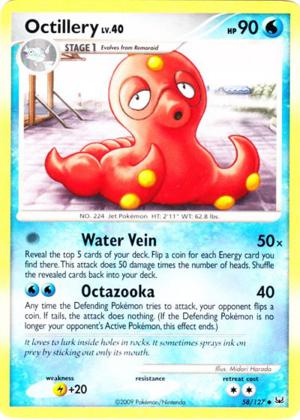 Octillery LV.40 HP 90
STAGE 1 Evolves from Remoraid
NO. 224 Jet Pokémon HT: 2'11" WT: 62.8 lbs.
Water Vein 50x
Reveal the top 5 cards of your deck. Flip a coin for each Energy card you
find there. This attack does 50 damage times the number of heads. Shuffle
the revealed cards back into your deck.
Octazooka 40
Any time the Defending Pokémon tries to attack, your opponent flips a
coin. If tails, the attack does nothing. (If the Defending Pokémon is no
longer your opponent's Active Pokémon, this effect ends.)
It loves to lurk inside holes in rocks. It sometimes sprays ink on
prey by sticking out only its mouth.
Illus. Midori Harada
weakness resistance retreat cost
+20
©2009 Pokémon/Nintendo 58/127